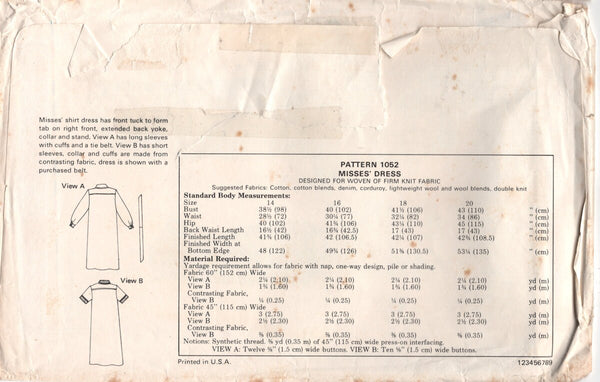 Misses' shirt dress has front tuck to form
tab on right front, extended back yoke,
collar and stand. View A has long sleeves
with cuffs and a tie belt. View B has short
sleeves, collar and cuffs are made from
contrasting fabric, dress is shown with a
purchased belt.
View A
View B
PATTERN 1052
MISSES' DRESS
DESIGNED FOR WOVEN OF FIRM KNIT FABRIC
Suggested Fabrics: Cotton, cotton blends, denim, corduroy, lightweight wool and wool blends, double knit
Standard Body Measurements:
Size 14 16 18 20
Bust 38½ (98) 40 (102) 41½ (106) 43 (110) " (cm)
Waist 28½ (72) 30¼ (77) 32¼ (82) 34 (86) " (cm)
Hip 40 (102) 41¾ (106) 43¼ (110) 45 (115) " (cm)
Back Waist Length 16½ (42) 16¾ (42.5) 17 (43) 17 (43) " (cm)
Finished Length 41¾ (106) 42 (106.5) 42¼ (107) 42¾ (108.5) " (cm)
Finished Width at
Bottom Edge 48 (122) 49¾ (126) 51⅜ (130.5) 53¼ (135) " (cm)
Material Required:
Yardage requirement allows for fabric with nap, one-way design, pile or shading.
Fabric 60" (152 cm) Wide
View A 2¼ (2.10) 2¼ (2.10) 2¼ (2.10) 2¼ (2.10) yd (m)
View B 1¾ (1.60) 1¾ (1.60) 1¾ (1.60) 1¾ (1.60) yd (m)
Contrasting Fabric,
View B ¼ (0.25) ¼ (0.25) ¼ (0.25) ¼ (0.25) yd (m)
Fabric 45" (115 cm) Wide
View A 3 (2.75) 3 (2.75) 3 (2.75) 3 (2.75) yd (m)
View B 2½ (2.30) 2½ (2.30) 2½ (2.30) 2½ (2.30) yd (m)
Contrasting Fabric,
View B ⅜ (0.35) ⅜ (0.35) ⅜ (0.35) ⅜ (0.35) yd (m)
Notions: Synthetic thread. ⅜ yd (0.35 m) of 45" (115 cm) wide press-on interfacing.
VIEW A: Twelve ⅝" (1.5 cm) wide buttons. VIEW B: Ten ⅝" (1.5 cm) wide buttons.
Printed in U.S.A.
123456789